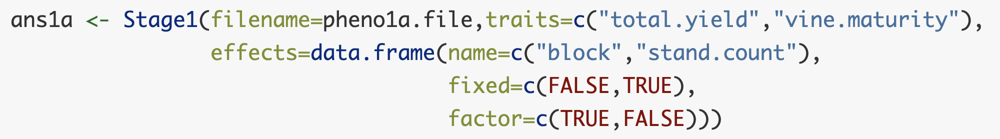 ans1a <- Stage1(filename=pheno1a.file,traits=c("total.yield","vine.maturity"),
                effects=data.frame(name=c("block","stand.count"),
                                   fixed=c(FALSE,TRUE),
                                   factor=c(TRUE,FALSE)))